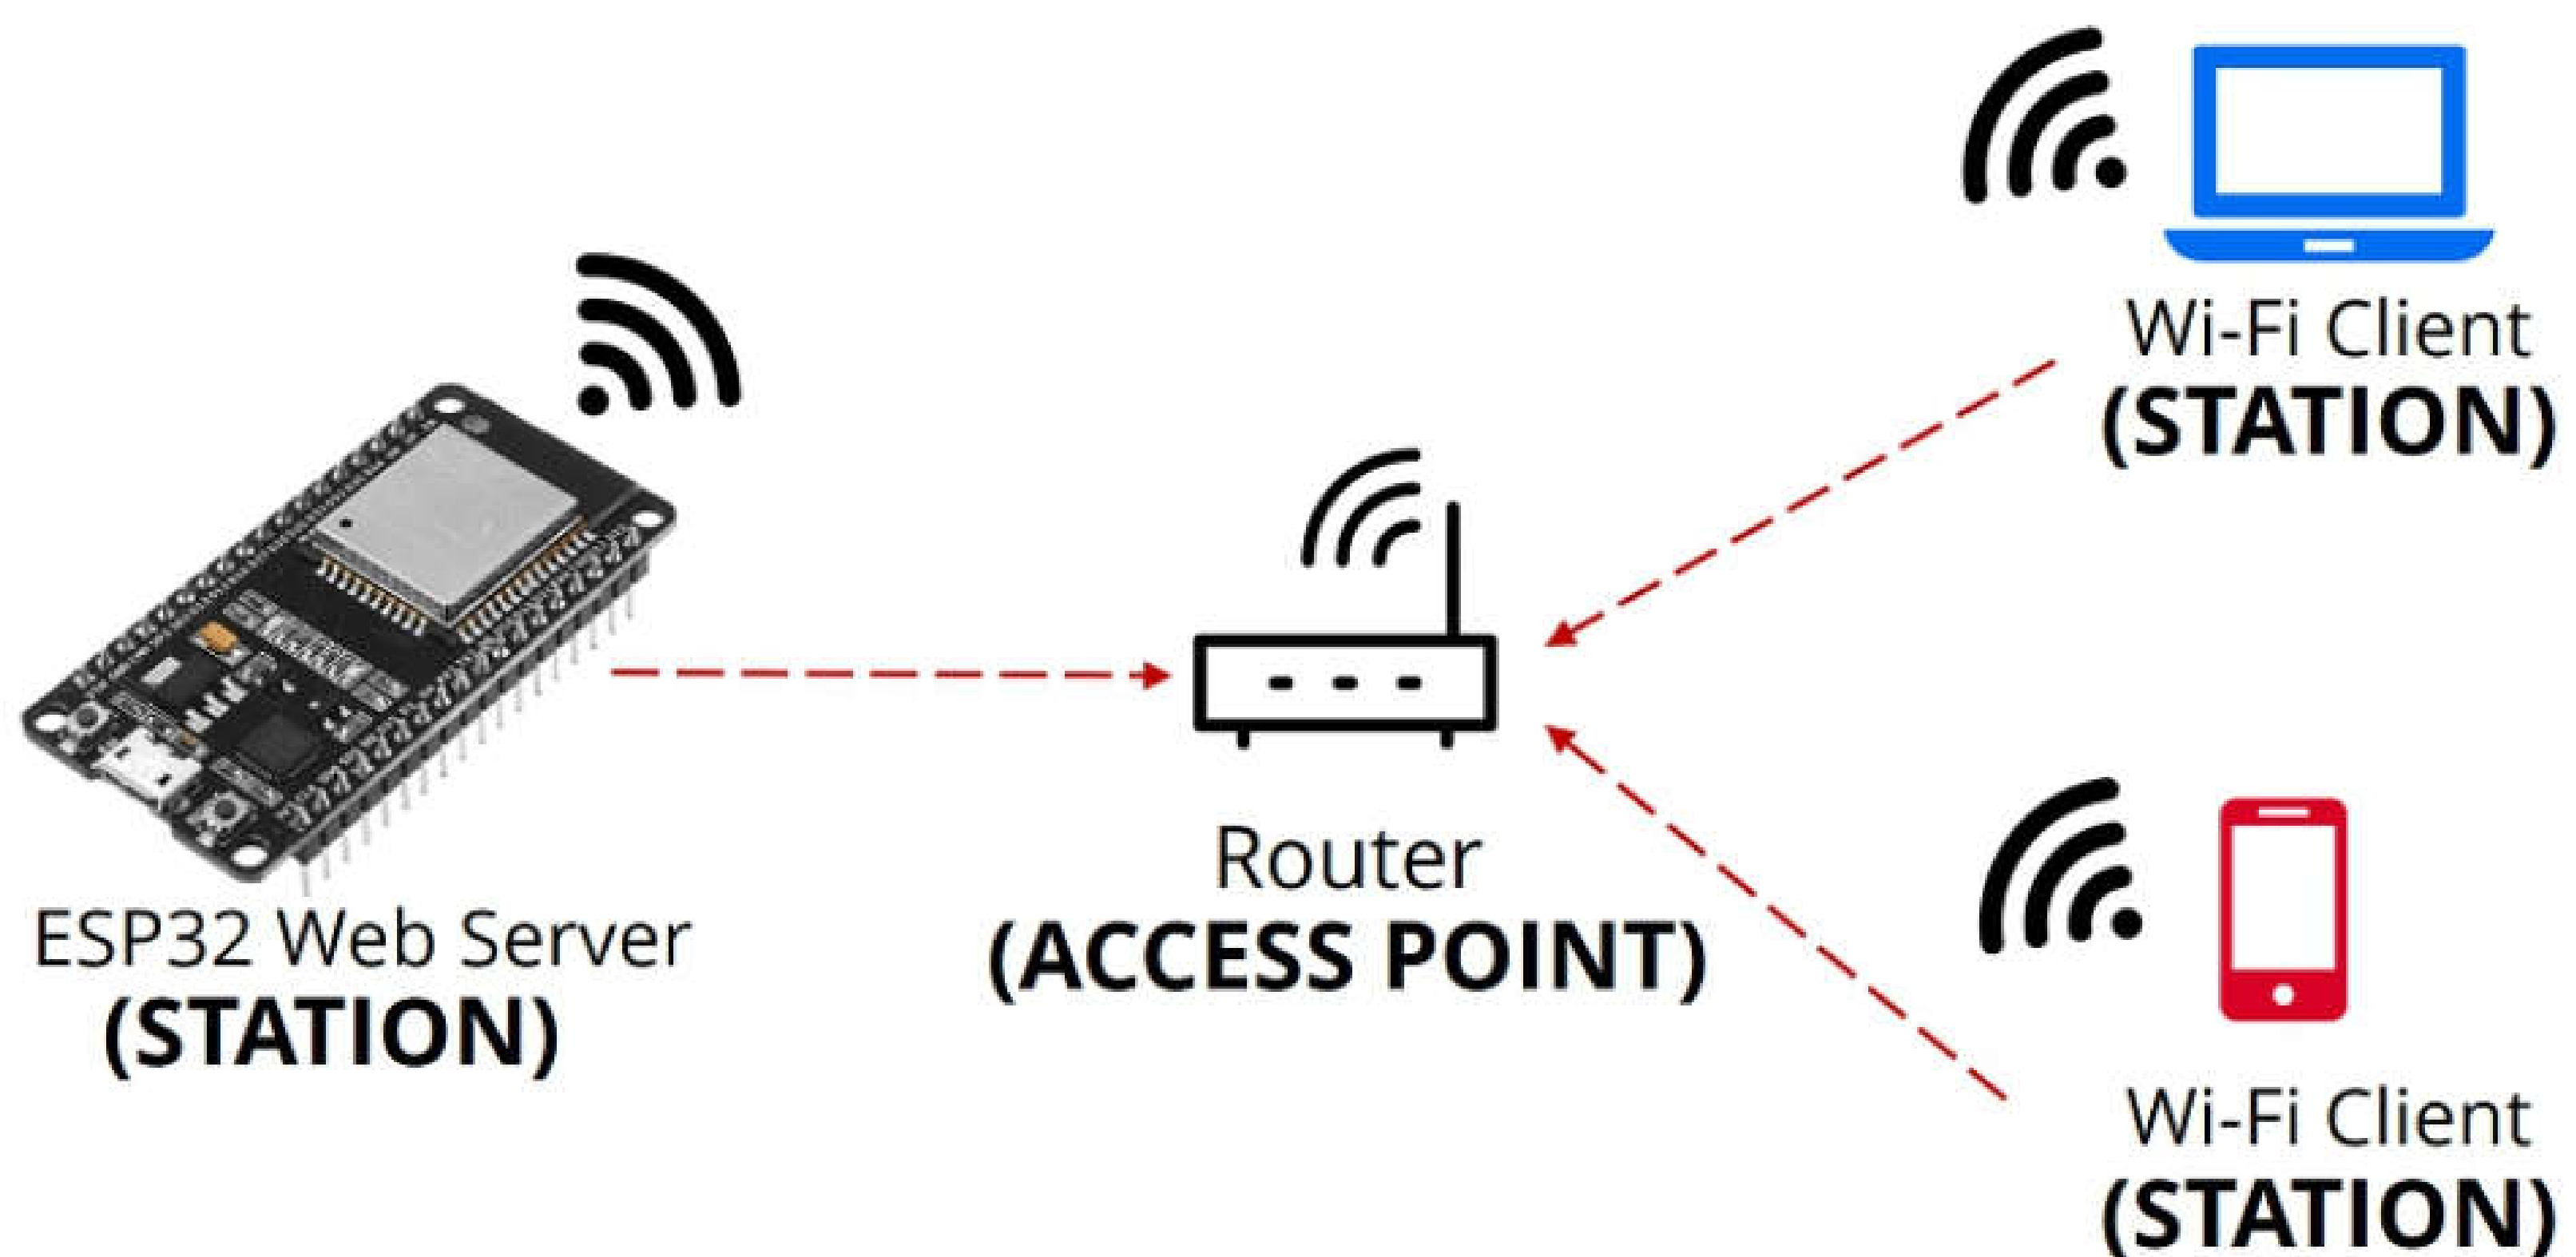 Wi-Fi Client
(STATION)
ESP32 Web Server
(STATION)
Router
(ACCESS POINT)
Wi-Fi Client
(STATION)